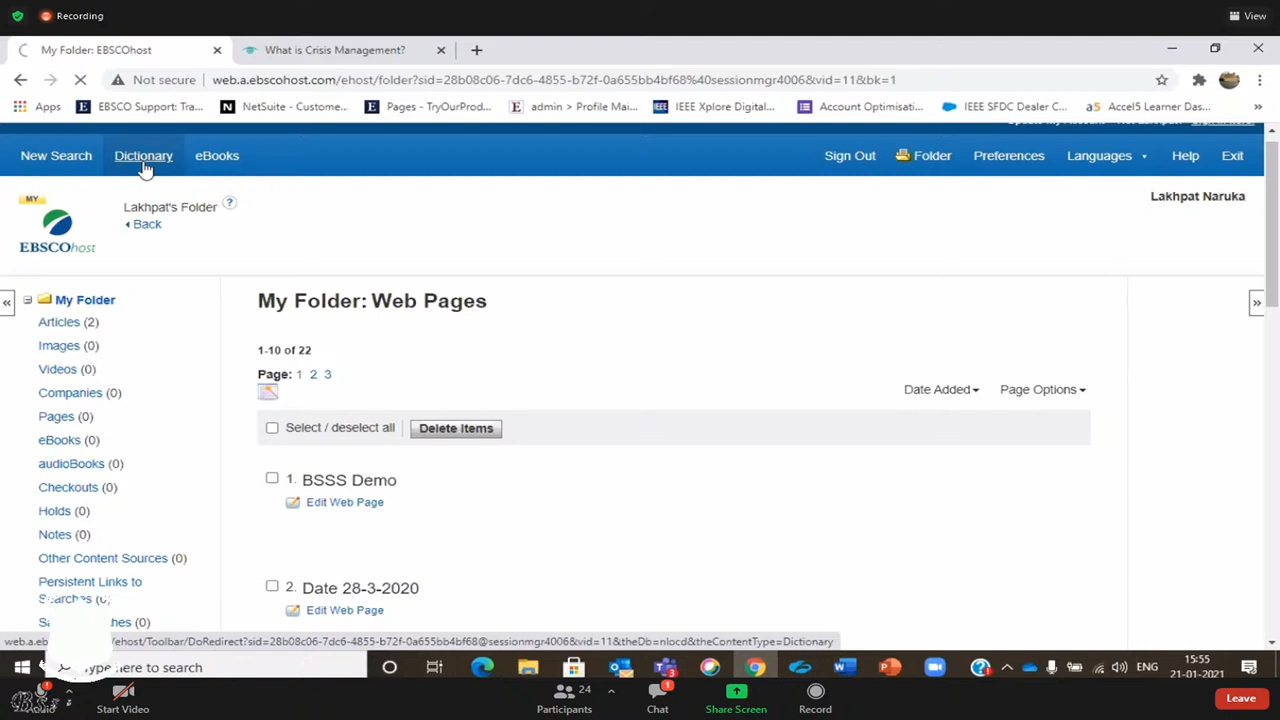 Recording
View
My Folder: EBSCOhost
What is Crisis Management?
Not secure
web.a.ebscohost.com/ehost/folder?sid=28b08c06-7dc6-4855-b72f-0a655bb4bf68%40sessionmgr4006&vid=11&bk=1
Apps
EBSCO Support: Tra...
NetSuite - Custome...
Pages - TryOurProd...
admin > Profile Mai...
IEEE Xplore Digital...
Account Optimisati...
IEEE SFDC Dealer C...
Accel5 Learner Das...
New Search
Dictionary
eBooks
Sign Out
Folder
Preferences
Languages
Help
Exit
MY
EBSCOhost
Lakhpat's Folder
Back
Lakhpat Naruka
My Folder
Articles (2)
Images (0)
Videos (0)
Companies (0)
Pages (0)
eBooks (0)
audioBooks (0)
Checkouts (0)
Holds (0)
Notes (0)
Other Content Sources (0)
Persistent Links to
Searches
My Folder: Web Pages
1-10 of 22
Page: 1 2 3
Date Added
Page Options
Select / deselect all
Delete Items
1. BSSS Demo
Edit Web Page
2. Date 28-3-2020
Edit Web Page
/ehost/Toolbar/DoRedirect?sid=28b08c06-7dc6-4855-b72f-0a655bb4bf68@sessionmgr4006&vid=11&theDb=nlocd&theContentType=Dictionary
Type here to search
ENG
15:55
21-01-2021
Audio
Start Video
24
Participants
1
Chat
Share Screen
Record
Leave